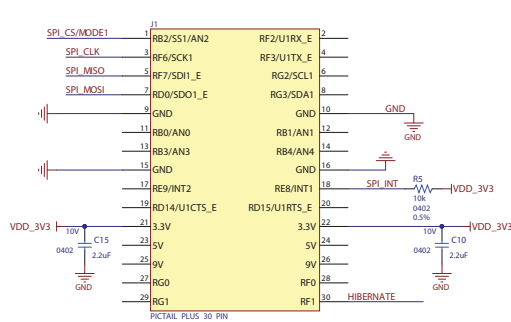 J1
SPI_CS/MODE1 1 RB2/SS1/AN2 RF2/U1RX_E 2
SPI_CLK 3 RF6/SCK1 RF3/U1TX_E 4
SPI_MISO 5 RF7/SDI1_E RG2/SCL1 6
SPI_MOSI 7 RD0/SDO1_E RG3/SDA1 8
9 GND GND 10 GND
GND
11 RB0/AN0 RB1/AN1 12
13 RB3/AN3 RB4/AN4 14
15 GND GND 16
17 RE9/INT2 RE8/INT1 18 SPI_INT R5 VDD_3V3
10k
0402
0.5%
19 RD14/U1CTS_E RD15/U1RTS_E 20
VDD_3V3 21 3.3V 3.3V 22 VDD_3V3
10V C15 23 5V 5V 24 10V C10
0402 2.2uF 25 9V 9V 26 0402 2.2uF
GND 27 RG0 RF0 28 GND
29 RG1 RF1 30 HIBERNATE
PICTAIL_PLUS_30_PIN